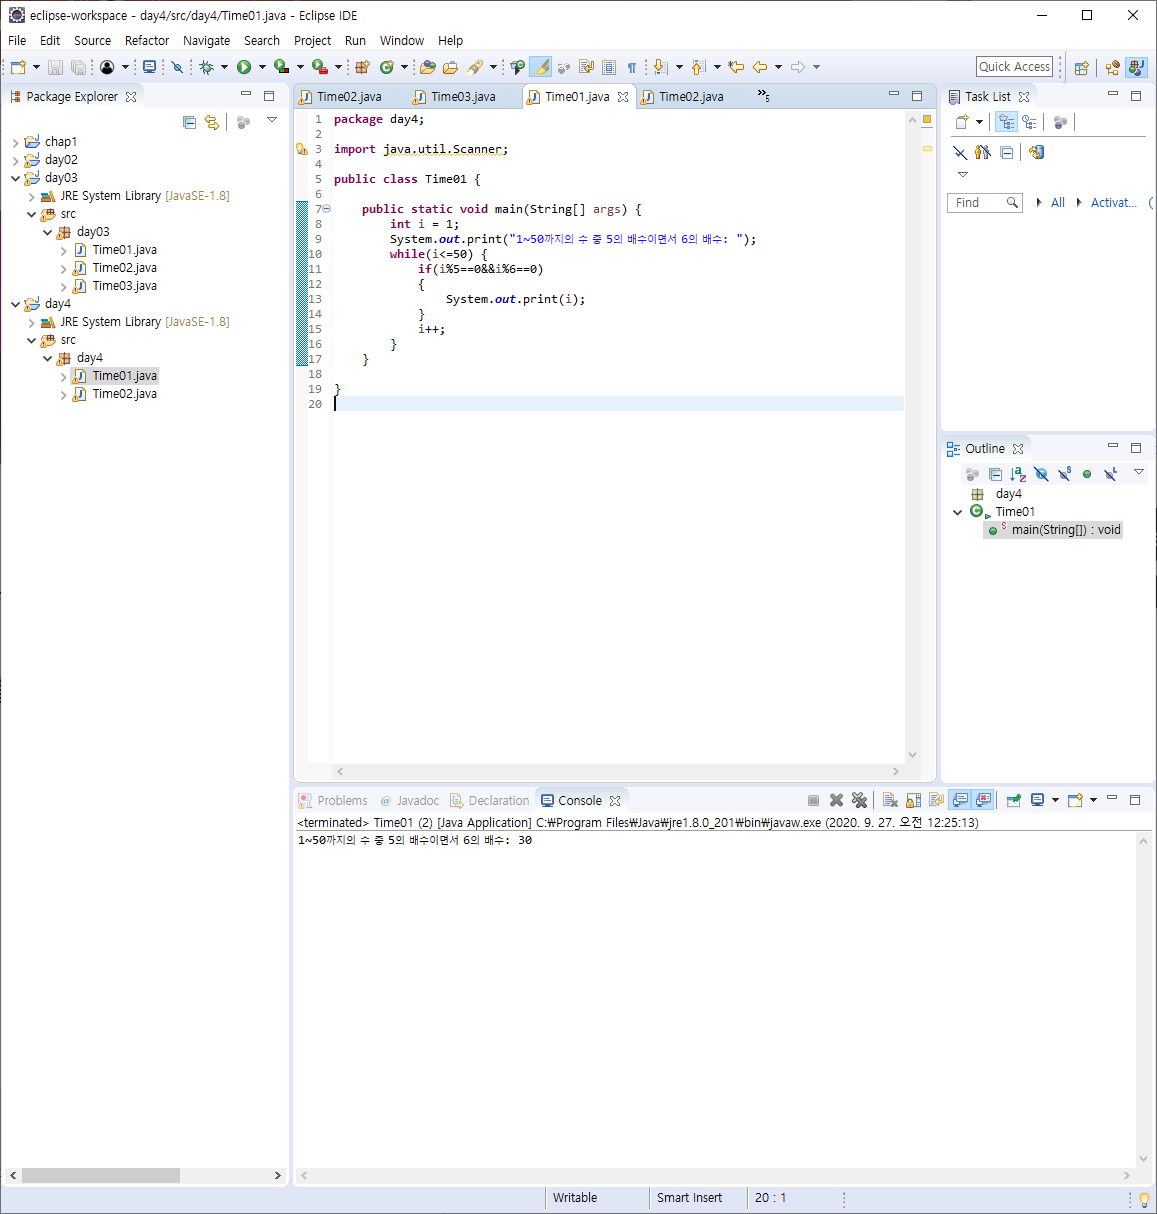 eclipse-workspace - day4/src/day4/Time01.java - Eclipse IDE
File Edit Source Refactor Navigate Search Project Run Window Help
Quick Access
Package Explorer
chap1
day02
day03
JRE System Library [JavaSE-1.8]
src
day03
Time01.java
Time02.java
Time03.java
day4
JRE System Library [JavaSE-1.8]
src
day4
Time01.java
Time02.java
Time02.java Time03.java Time01.java Time02.java »5
1 package day4;
2
3 import java.util.Scanner;
4
5 public class Time01 {
6
7 public static void main(String[] args) {
8 int i = 1;
9 System.out.print("1~50까지의 수 중 5의 배수이면서 6의 배수: ");
10 while(i<=50) {
11 if(i%5==0&&i%6==0)
12 {
13 System.out.print(i);
14 }
15 i++;
16 }
17 }
18
19 }
20
Task List
Find All Activat...
Outline
day4
Time01
main(String[]) : void
Problems @ Javadoc Declaration Console
<terminated> Time01 (2) [Java Application] C:₩Program Files₩Java₩jre1.8.0_201₩bin₩javaw.exe (2020. 9. 27. 오전 12:25:13)
1~50까지의 수 중 5의 배수이면서 6의 배수: 30
Writable Smart Insert 20 : 1